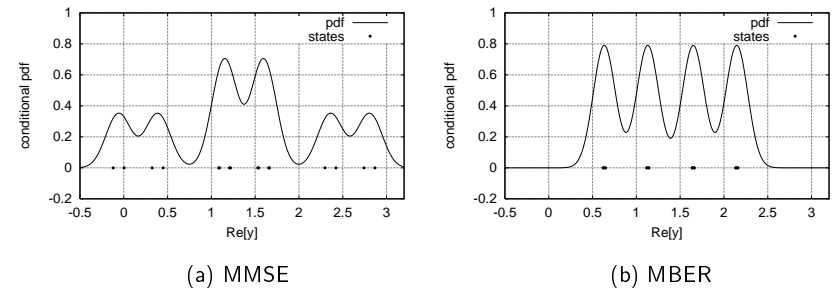 1
0.8
0.6
0.4
0.2
0
-0.2
conditional pdf
pdf
states
-0.5 0 0.5 1 1.5 2 2.5 3
Re[y]
(a) MMSE
1
0.8
0.6
0.4
0.2
0
-0.2
conditional pdf
pdf
states
-0.5 0 0.5 1 1.5 2 2.5 3
Re[y]
(b) MBER